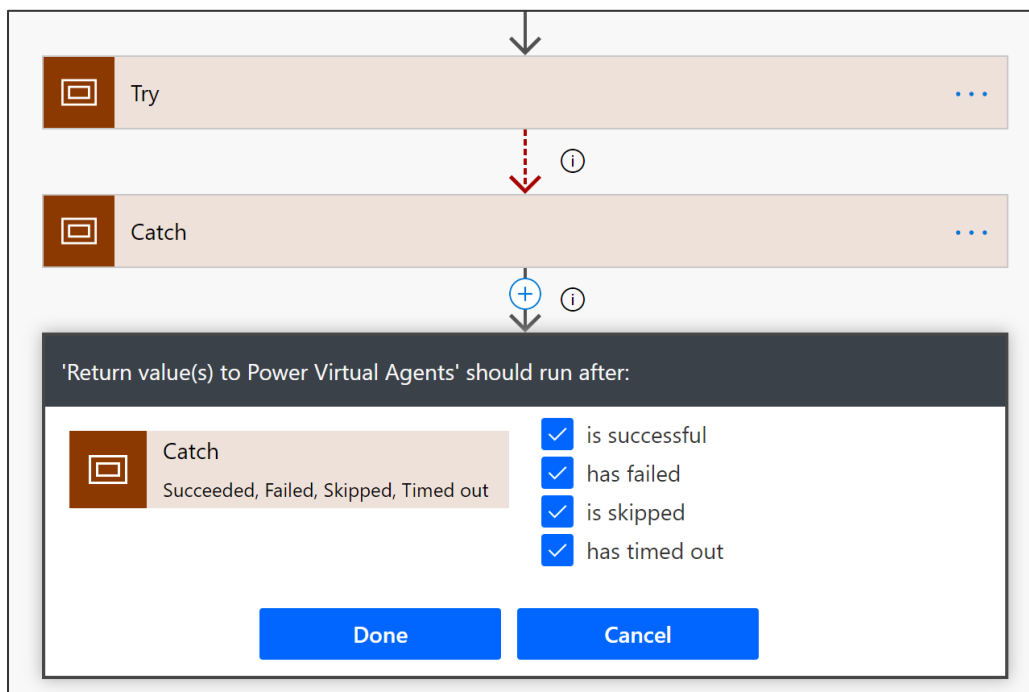 Try
Catch
'Return value(s) to Power Virtual Agents' should run after:
Catch
Succeeded, Failed, Skipped, Timed out
is successful
has failed
is skipped
has timed out
Done
Cancel